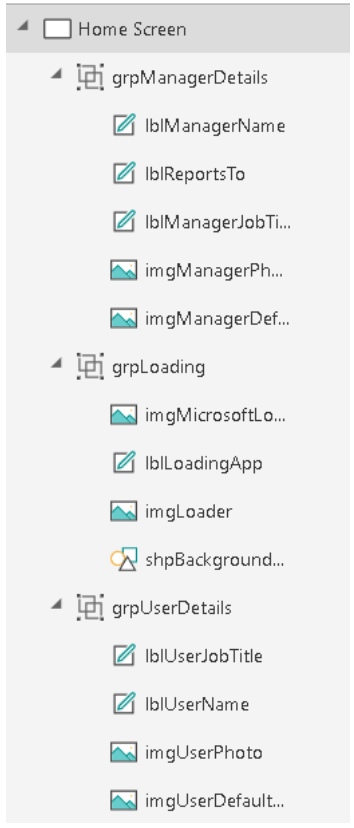 Home Screen
grpManagerDetails
lblManagerName
lblReportsTo
lblManagerJobTi...
imgManagerPh...
imgManagerDef...
grpLoading
imgMicrosoftLo...
lblLoadingApp
imgLoader
shpBackground...
grpUserDetails
lblUserJobTitle
lblUserName
imgUserPhoto
imgUserDefault...